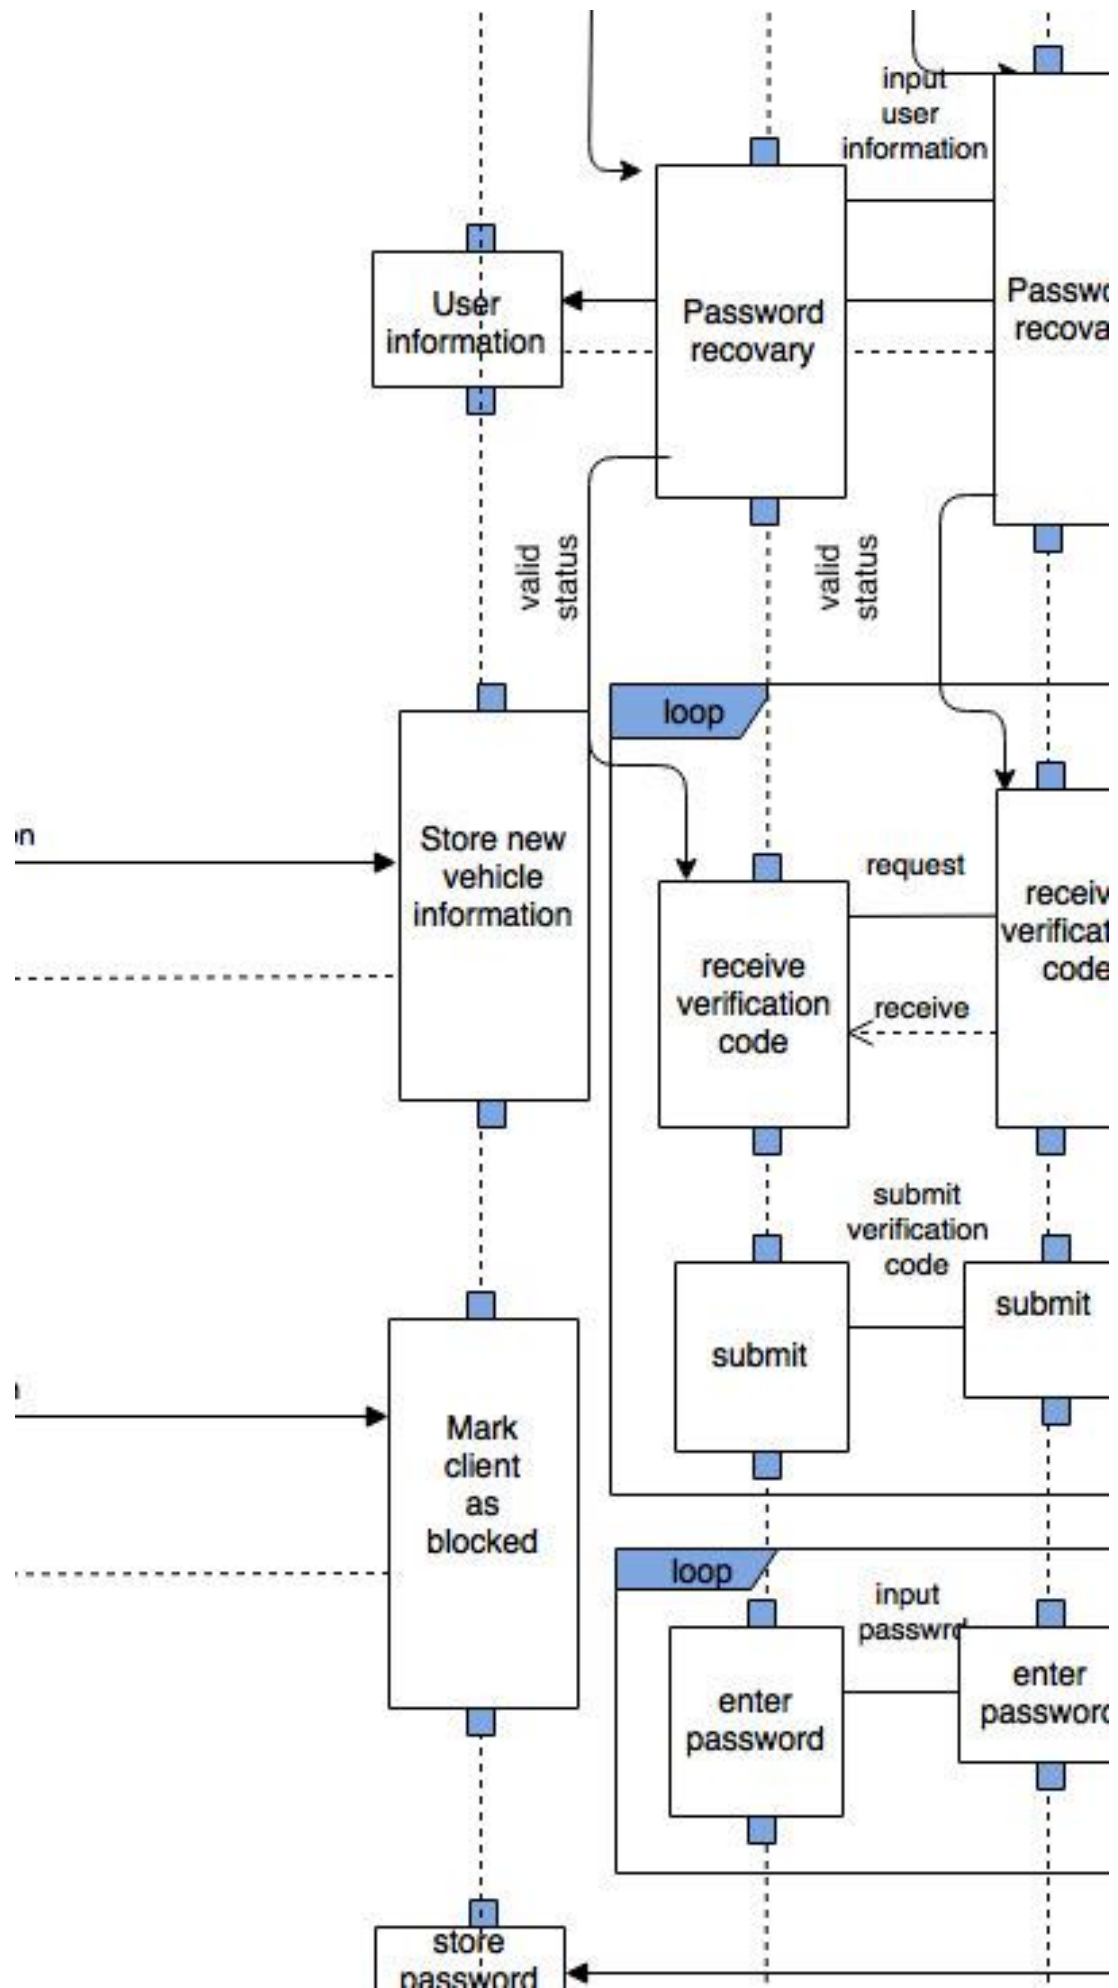 input
user
information
User
information
Password
recovary
valid
status
valid
status
loop
Store new
vehicle
information
request
receive
verification
code
code
receive
submit
verification
code
submit
submit
Mark
client
as
blocked
loop
input
enter
password
enter
store
password